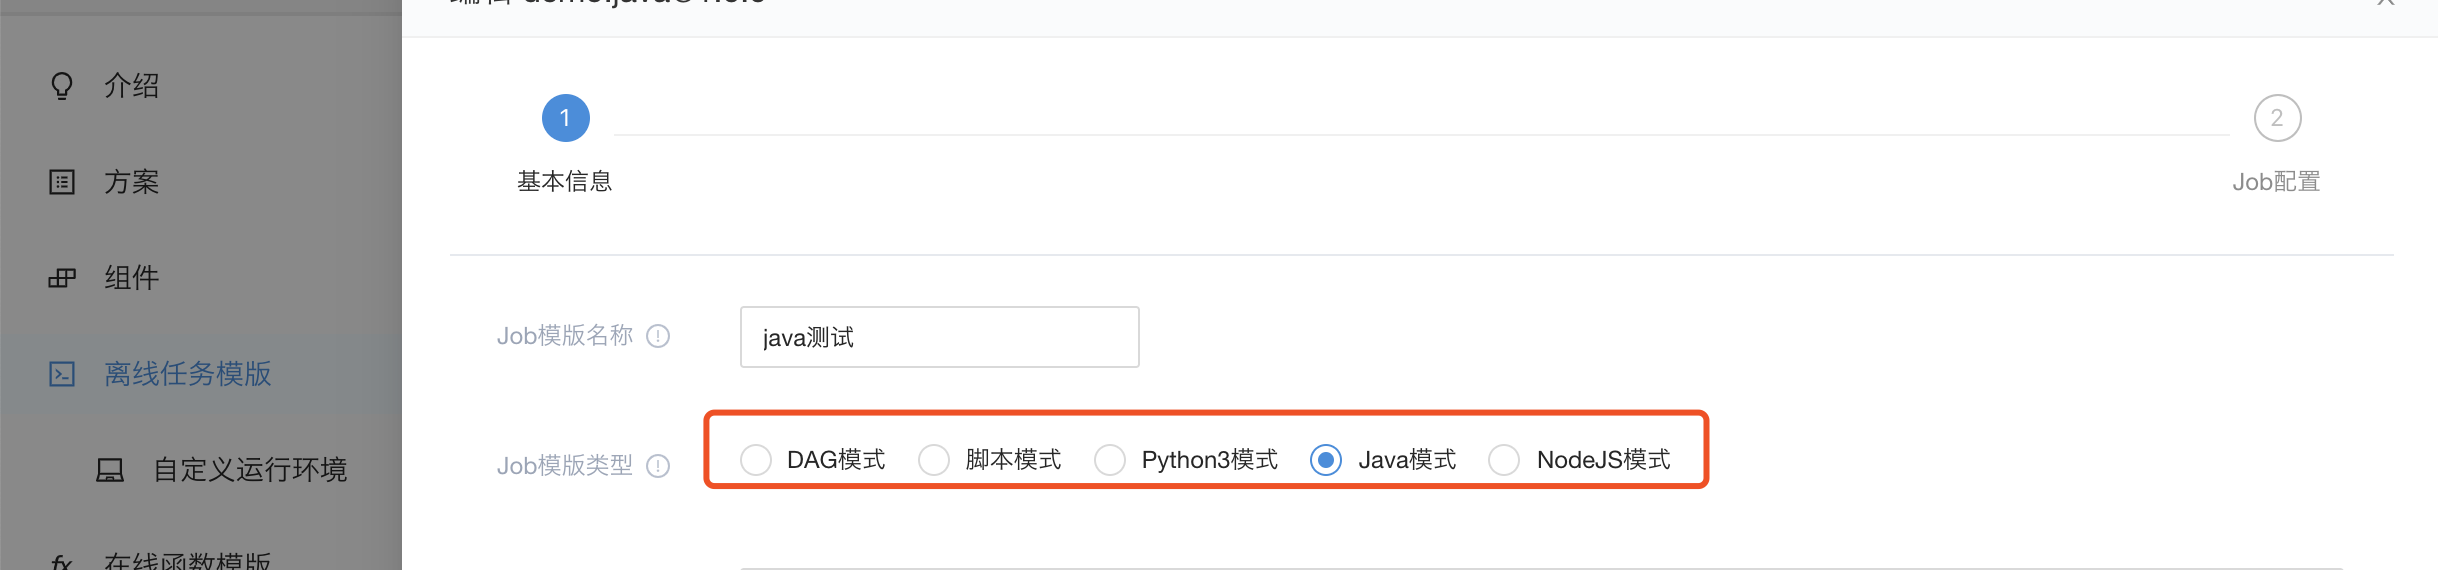 介绍
方案
组件
离线任务模版
自定义运行环境
在线函数模版
1
基本信息
2
Job配置
Job模版名称
java测试
Job模版类型
DAG模式
脚本模式
Python3模式
Java模式
NodeJS模式